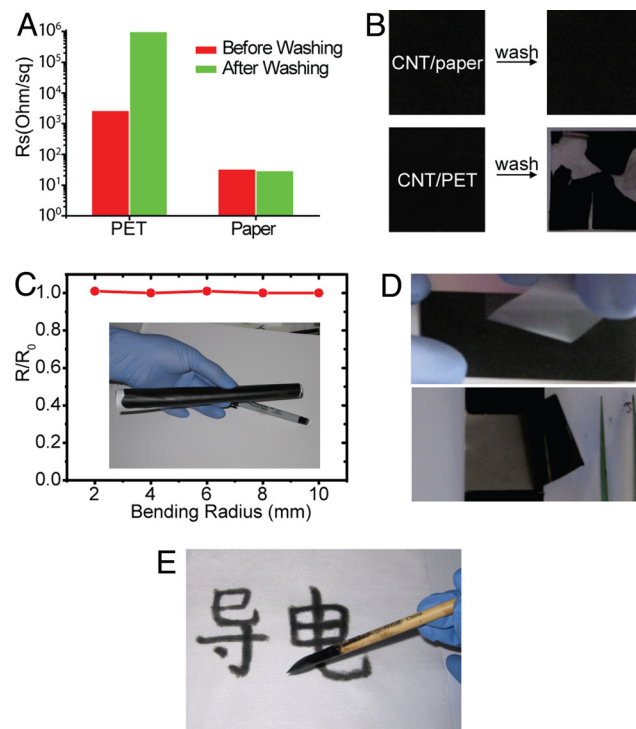 A
Rs(Ohm/sq)
10⁶
10⁵
10⁴
10³
10²
10¹
10⁰
Before Washing
After Washing
PET
Paper
B
CNT/paper
wash
CNT/PET
wash
C
R/R₀
1.0
0.8
0.6
0.4
0.2
0.0
2 4 6 8 10
Bending Radius (mm)
D
E
导电